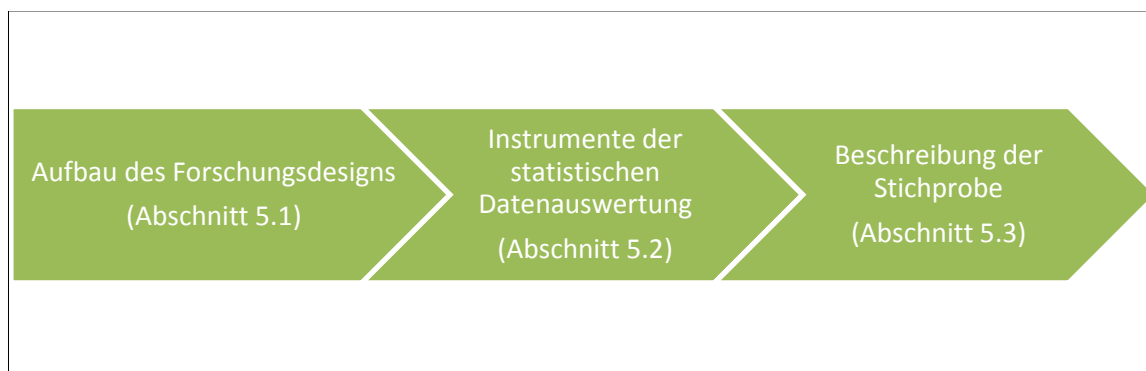 Aufbau des Forschungsdesigns
(Abschnitt 5.1)
Instrumente der
statistischen
Datenauswertung
(Abschnitt 5.2)
Beschreibung der
Stichprobe
(Abschnitt 5.3)